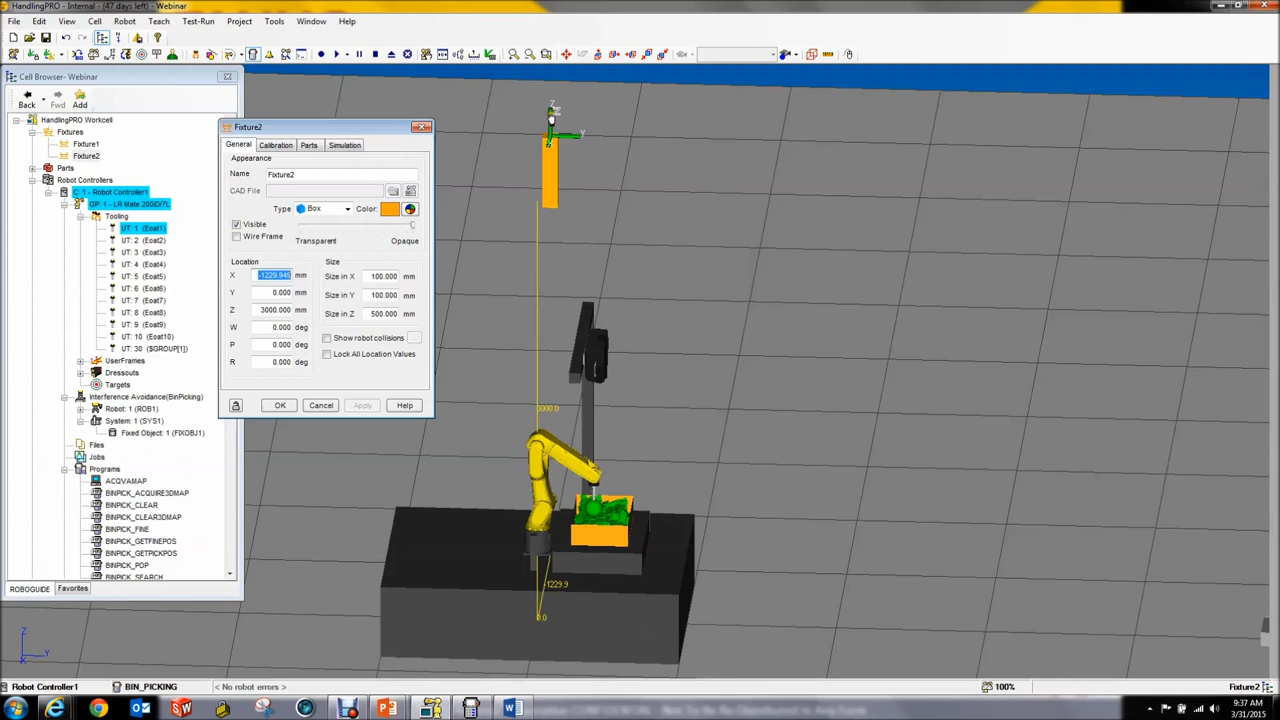 HandlingPRO - Internal - (47 days left) - Webinar
File Edit View Cell Robot Teach Test-Run Project Tools Window Help
Cell Browser- Webinar
Back Fwd Add
HandlingPRO Workcell
Fixtures
Fixture1
Fixture2
Parts
Robot Controllers
C: 1 - Robot Controller1
GP: 1 - LR Mate 200iD/7L
Tooling
UT: 1 (Eoat1)
UT: 2 (Eoat2)
UT: 3 (Eoat3)
UT: 4 (Eoat4)
UT: 5 (Eoat5)
UT: 6 (Eoat6)
UT: 7 (Eoat7)
UT: 8 (Eoat8)
UT: 9 (Eoat9)
UT: 10 (Eoat10)
UT: 30 ($GROUP[1])
UserFrames
Dressouts
Targets
Interference Avoidance(BinPicking)
Robot: 1 (ROB1)
System: 1 (SYS1)
Fixed Object: 1 (FIXOBJ1)
Files
Jobs
Programs
ACQVAMAP
BINPICK_ACQUIRE3DMAP
BINPICK_CLEAR
BINPICK_CLEAR3DMAP
BINPICK_FINE
BINPICK_GETFINEPOS
BINPICK_GETPICKPOS
BINPICK_POP
BINPICK_SEARCH
ROBOGUIDE Favorites
Fixture2
General Calibration Parts Simulation
Appearance
Name Fixture2
CAD File
Type Box Color:
Visible
Wire Frame Transparent Opaque
Location Size
X -1229.949 mm Size in X 100.000 mm
Y 0.000 mm Size in Y 100.000 mm
Z 3000.000 mm Size in Z 500.000 mm
W 0.000 deg
P 0.000 deg Show robot collisions ...
R 0.000 deg Lock All Location Values
OK Cancel Apply Help
Z
Y
3000.0
-1229.9
0.0
Z
Y
X
Robot Controller1 BIN_PICKING < No robot errors > 100% Fixture2
9:37 AM
3/31/2015